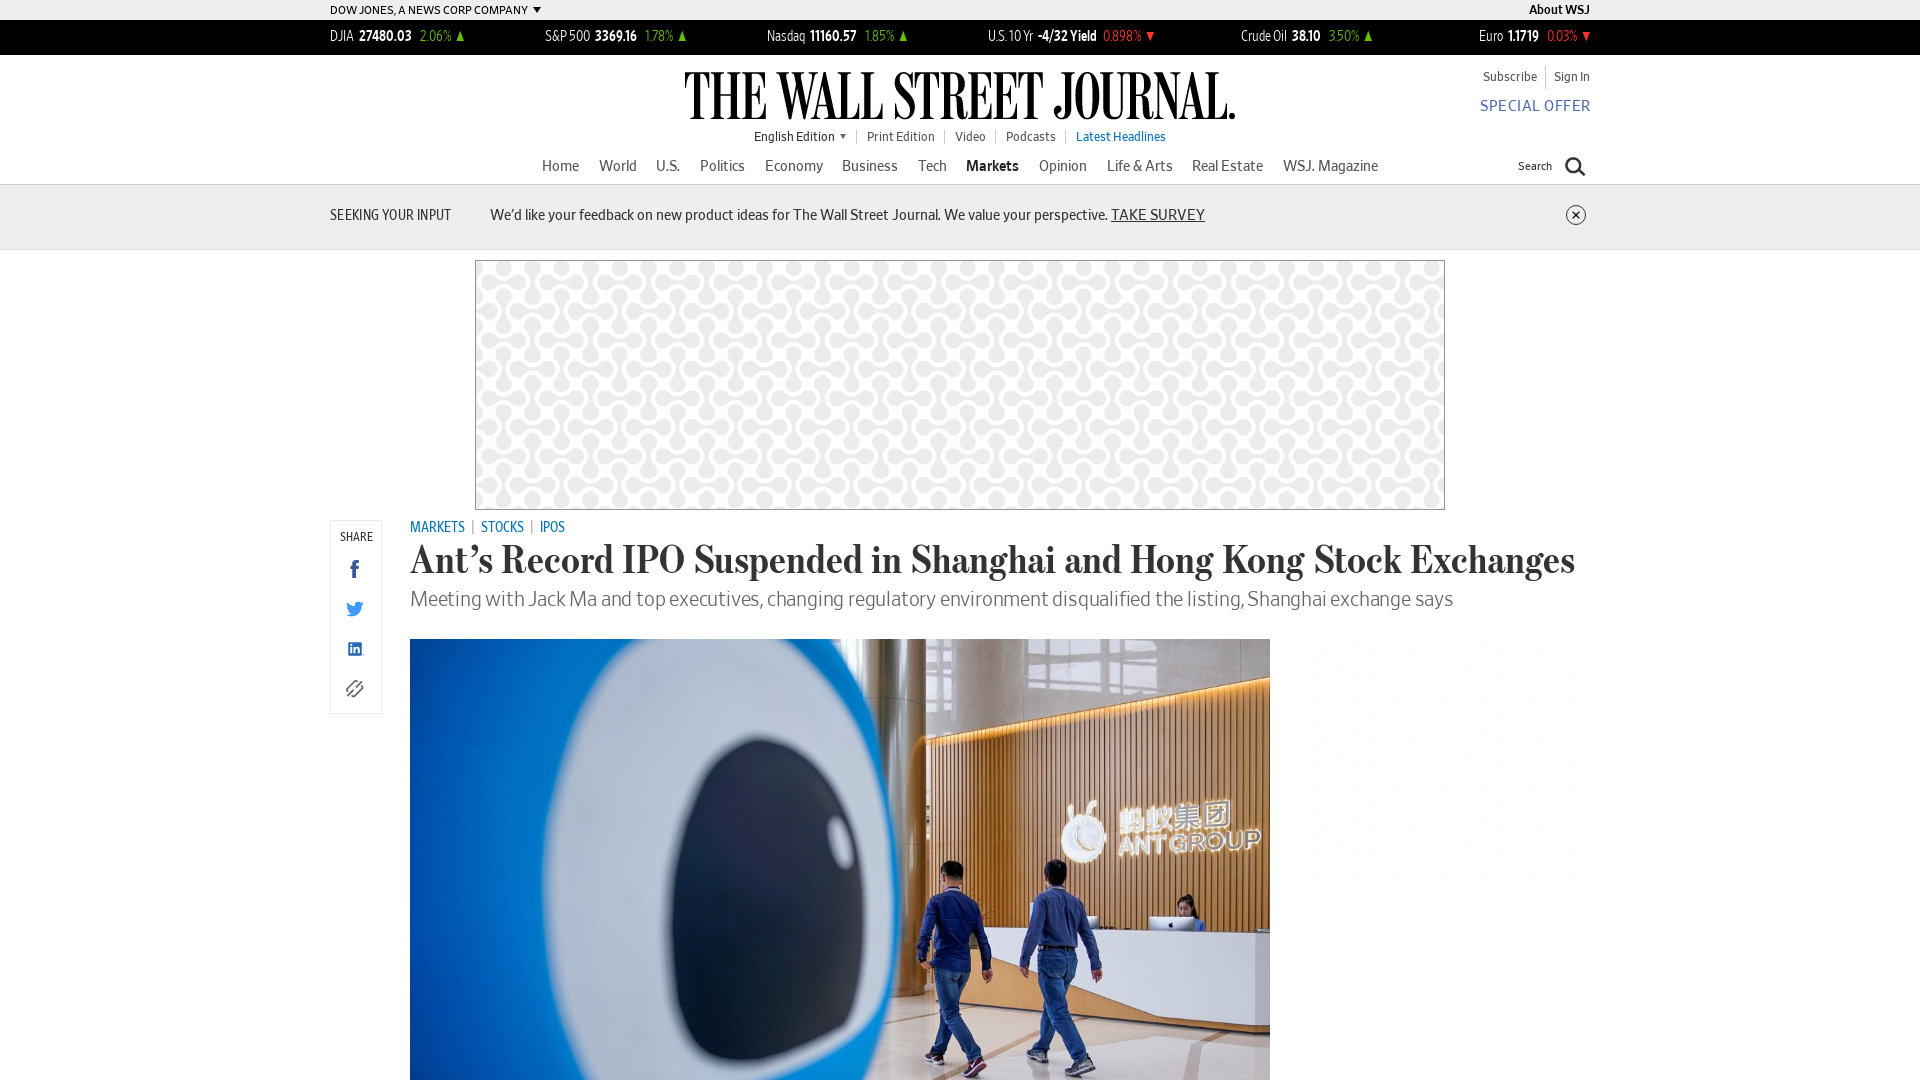 DOW JONES, A NEWS CORP COMPANY
About WSJ
DJIA 27480.03 2.06%
S&P 500 3369.16 1.78%
Nasdaq 11160.57 1.85%
U.S. 10 Yr -4/32 Yield 0.898%
Crude Oil 38.10 3.50%
Euro 1.1719 0.03%
THE WALL STREET JOURNAL.
Subscribe
Sign In
SPECIAL OFFER
English Edition
Print Edition
Video
Podcasts
Latest Headlines
Home World U.S. Politics Economy Business Tech Markets Opinion Life & Arts Real Estate WSJ. Magazine
Search
SEEKING YOUR INPUT
We’d like your feedback on new product ideas for The Wall Street Journal. We value your perspective. TAKE SURVEY
SHARE
MARKETS | STOCKS | IPOS
Ant’s Record IPO Suspended in Shanghai and Hong Kong Stock Exchanges
Meeting with Jack Ma and top executives, changing regulatory environment disqualified the listing, Shanghai exchange says
蚂蚁集团
ANT GROUP